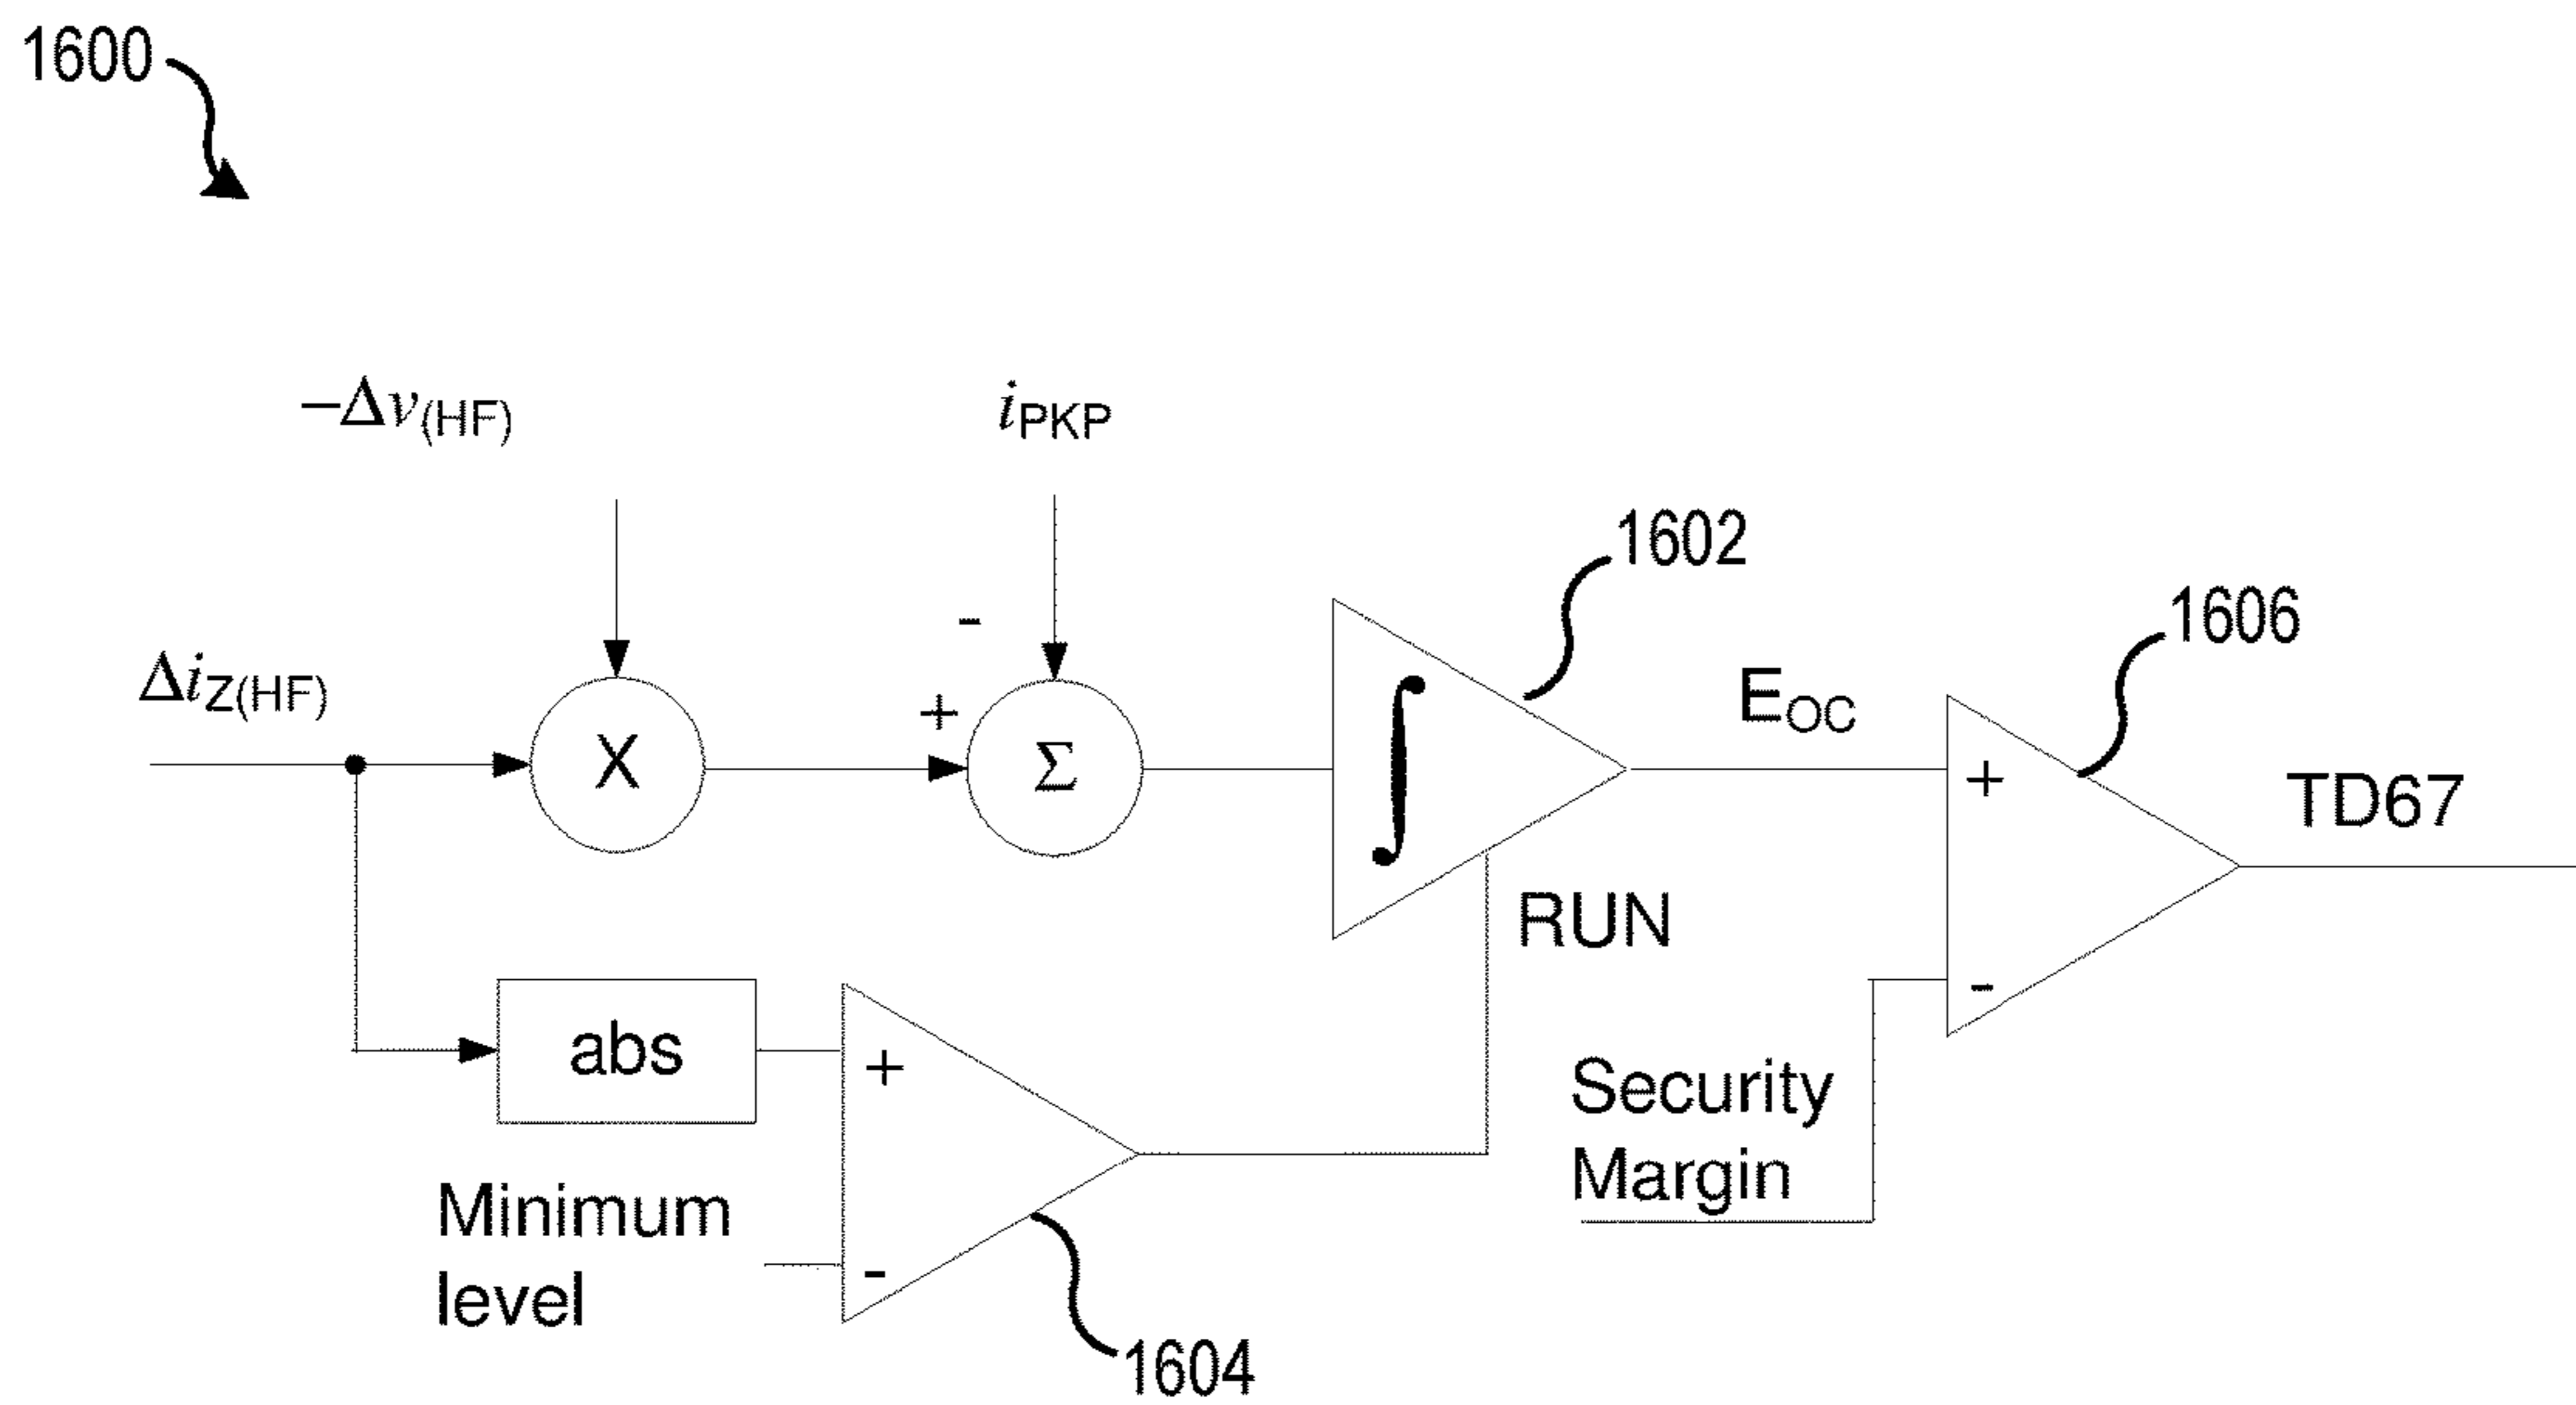 1600
−Δv(HF)
iPKP
1602
1606
-
ΔiZ(HF)
+
X
Σ
∫
EOC
+
TD67
RUN
-
abs
+
Security
Margin
Minimum
level
-
1604